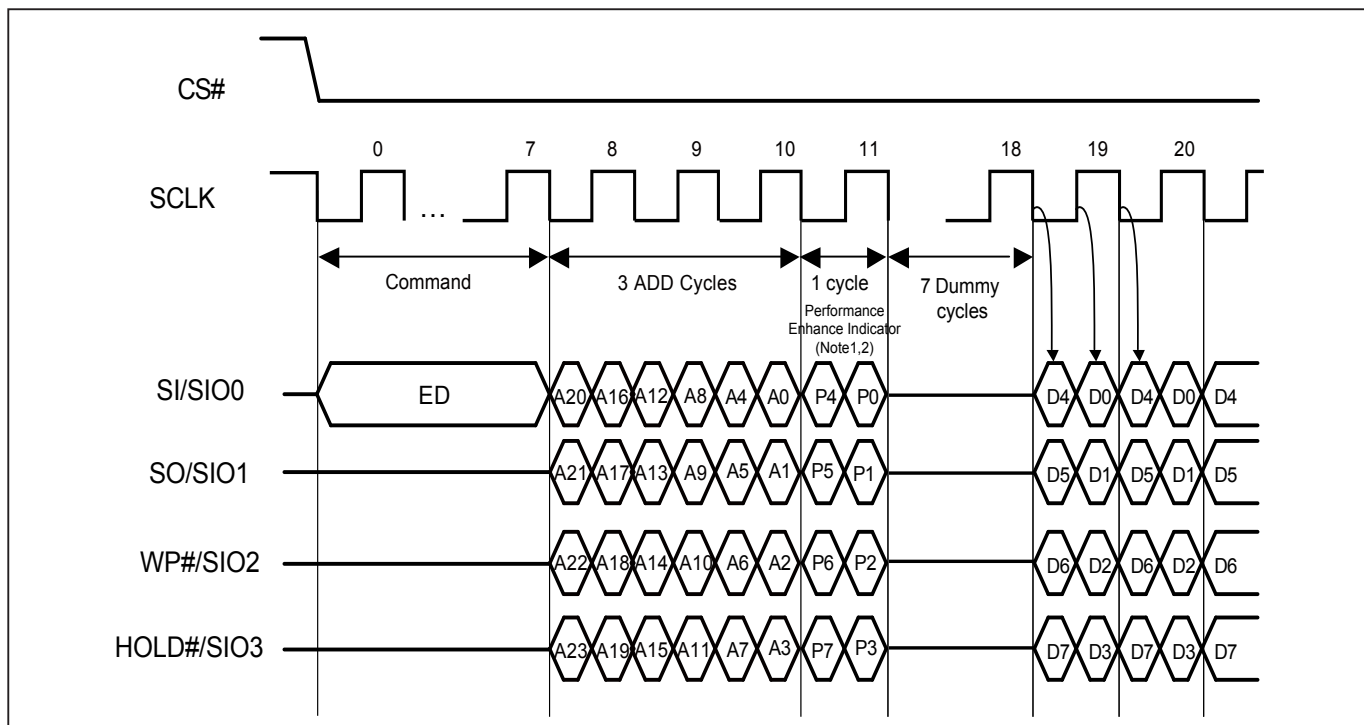 CS#
0 7 8 9 10 11 18 19 20
SCLK
...
Command
3 ADD Cycles
1 cycle
Performance
Enhance Indicator
(Note1,2)
7 Dummy
cycles
SI/SIO0 ED A20 A16 A12 A8 A4 A0 P4 P0 D4 D0 D4 D0 D4
SO/SIO1 A21 A17 A13 A9 A5 A1 P5 P1 D5 D1 D5 D1 D5
WP#/SIO2 A22 A18 A14 A10 A6 A2 P6 P2 D6 D2 D6 D2 D6
HOLD#/SIO3 A23 A19 A15 A11 A7 A3 P7 P3 D7 D3 D7 D3 D7